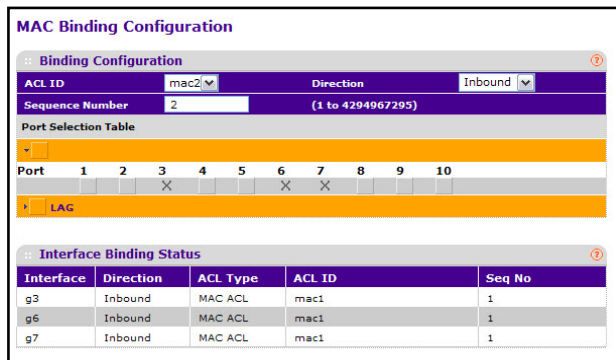 MAC Binding Configuration
:: Binding Configuration ?
ACL ID mac2 Direction Inbound
Sequence Number 2 (1 to 4294967295)
Port Selection Table
Port 1 2 3 4 5 6 7 8 9 10
X X X
LAG
:: Interface Binding Status ?
Interface Direction ACL Type ACL ID Seq No
g3 Inbound MAC ACL mac1 1
g6 Inbound MAC ACL mac1 1
g7 Inbound MAC ACL mac1 1